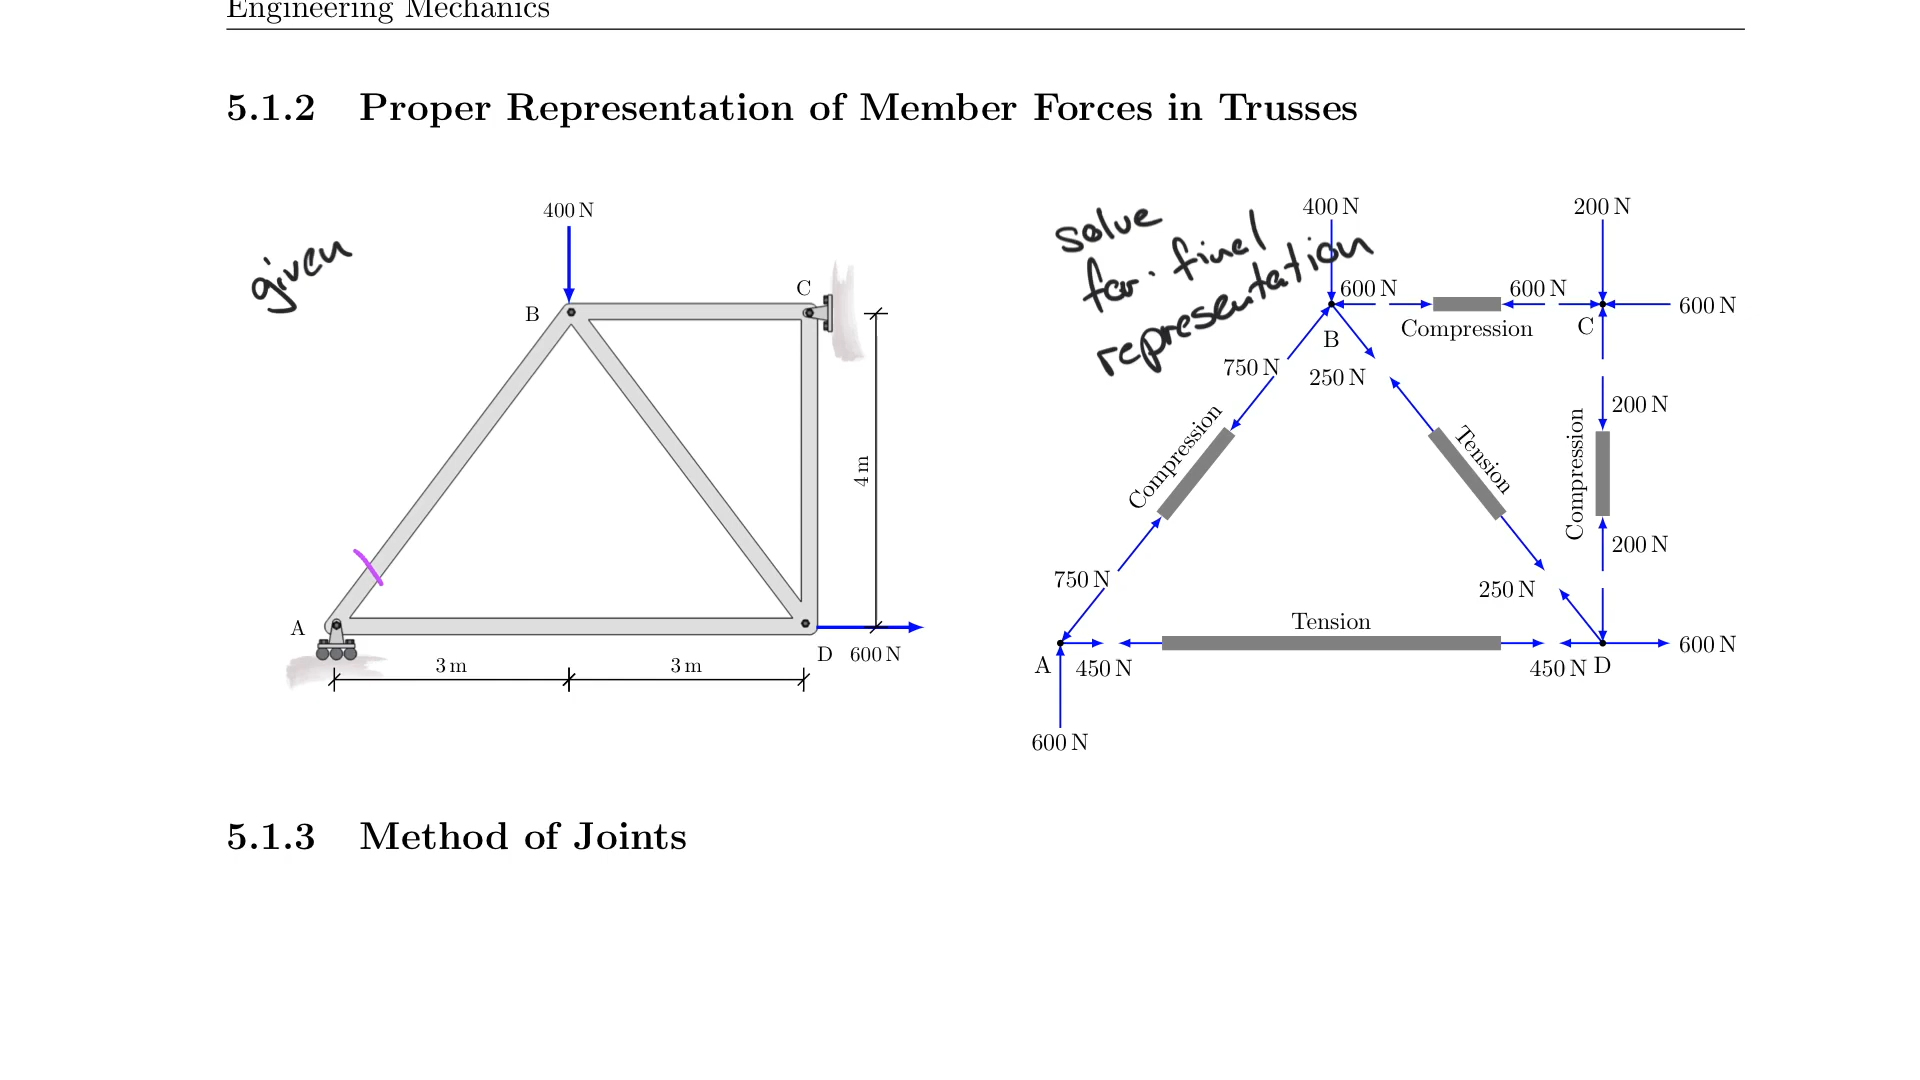 Engineering Mechanics
5.1.2 Proper Representation of Member Forces in Trusses
given
400 N
B
C
4 m
A
3 m
3 m
D
600 N
solve
for final
representation
400 N
200 N
600 N
600 N
600 N
Compression
B
C
750 N
250 N
200 N
Compression
Tension
Compression
200 N
750 N
250 N
Tension
600 N
A
450 N
450 N
D
600 N
5.1.3 Method of Joints